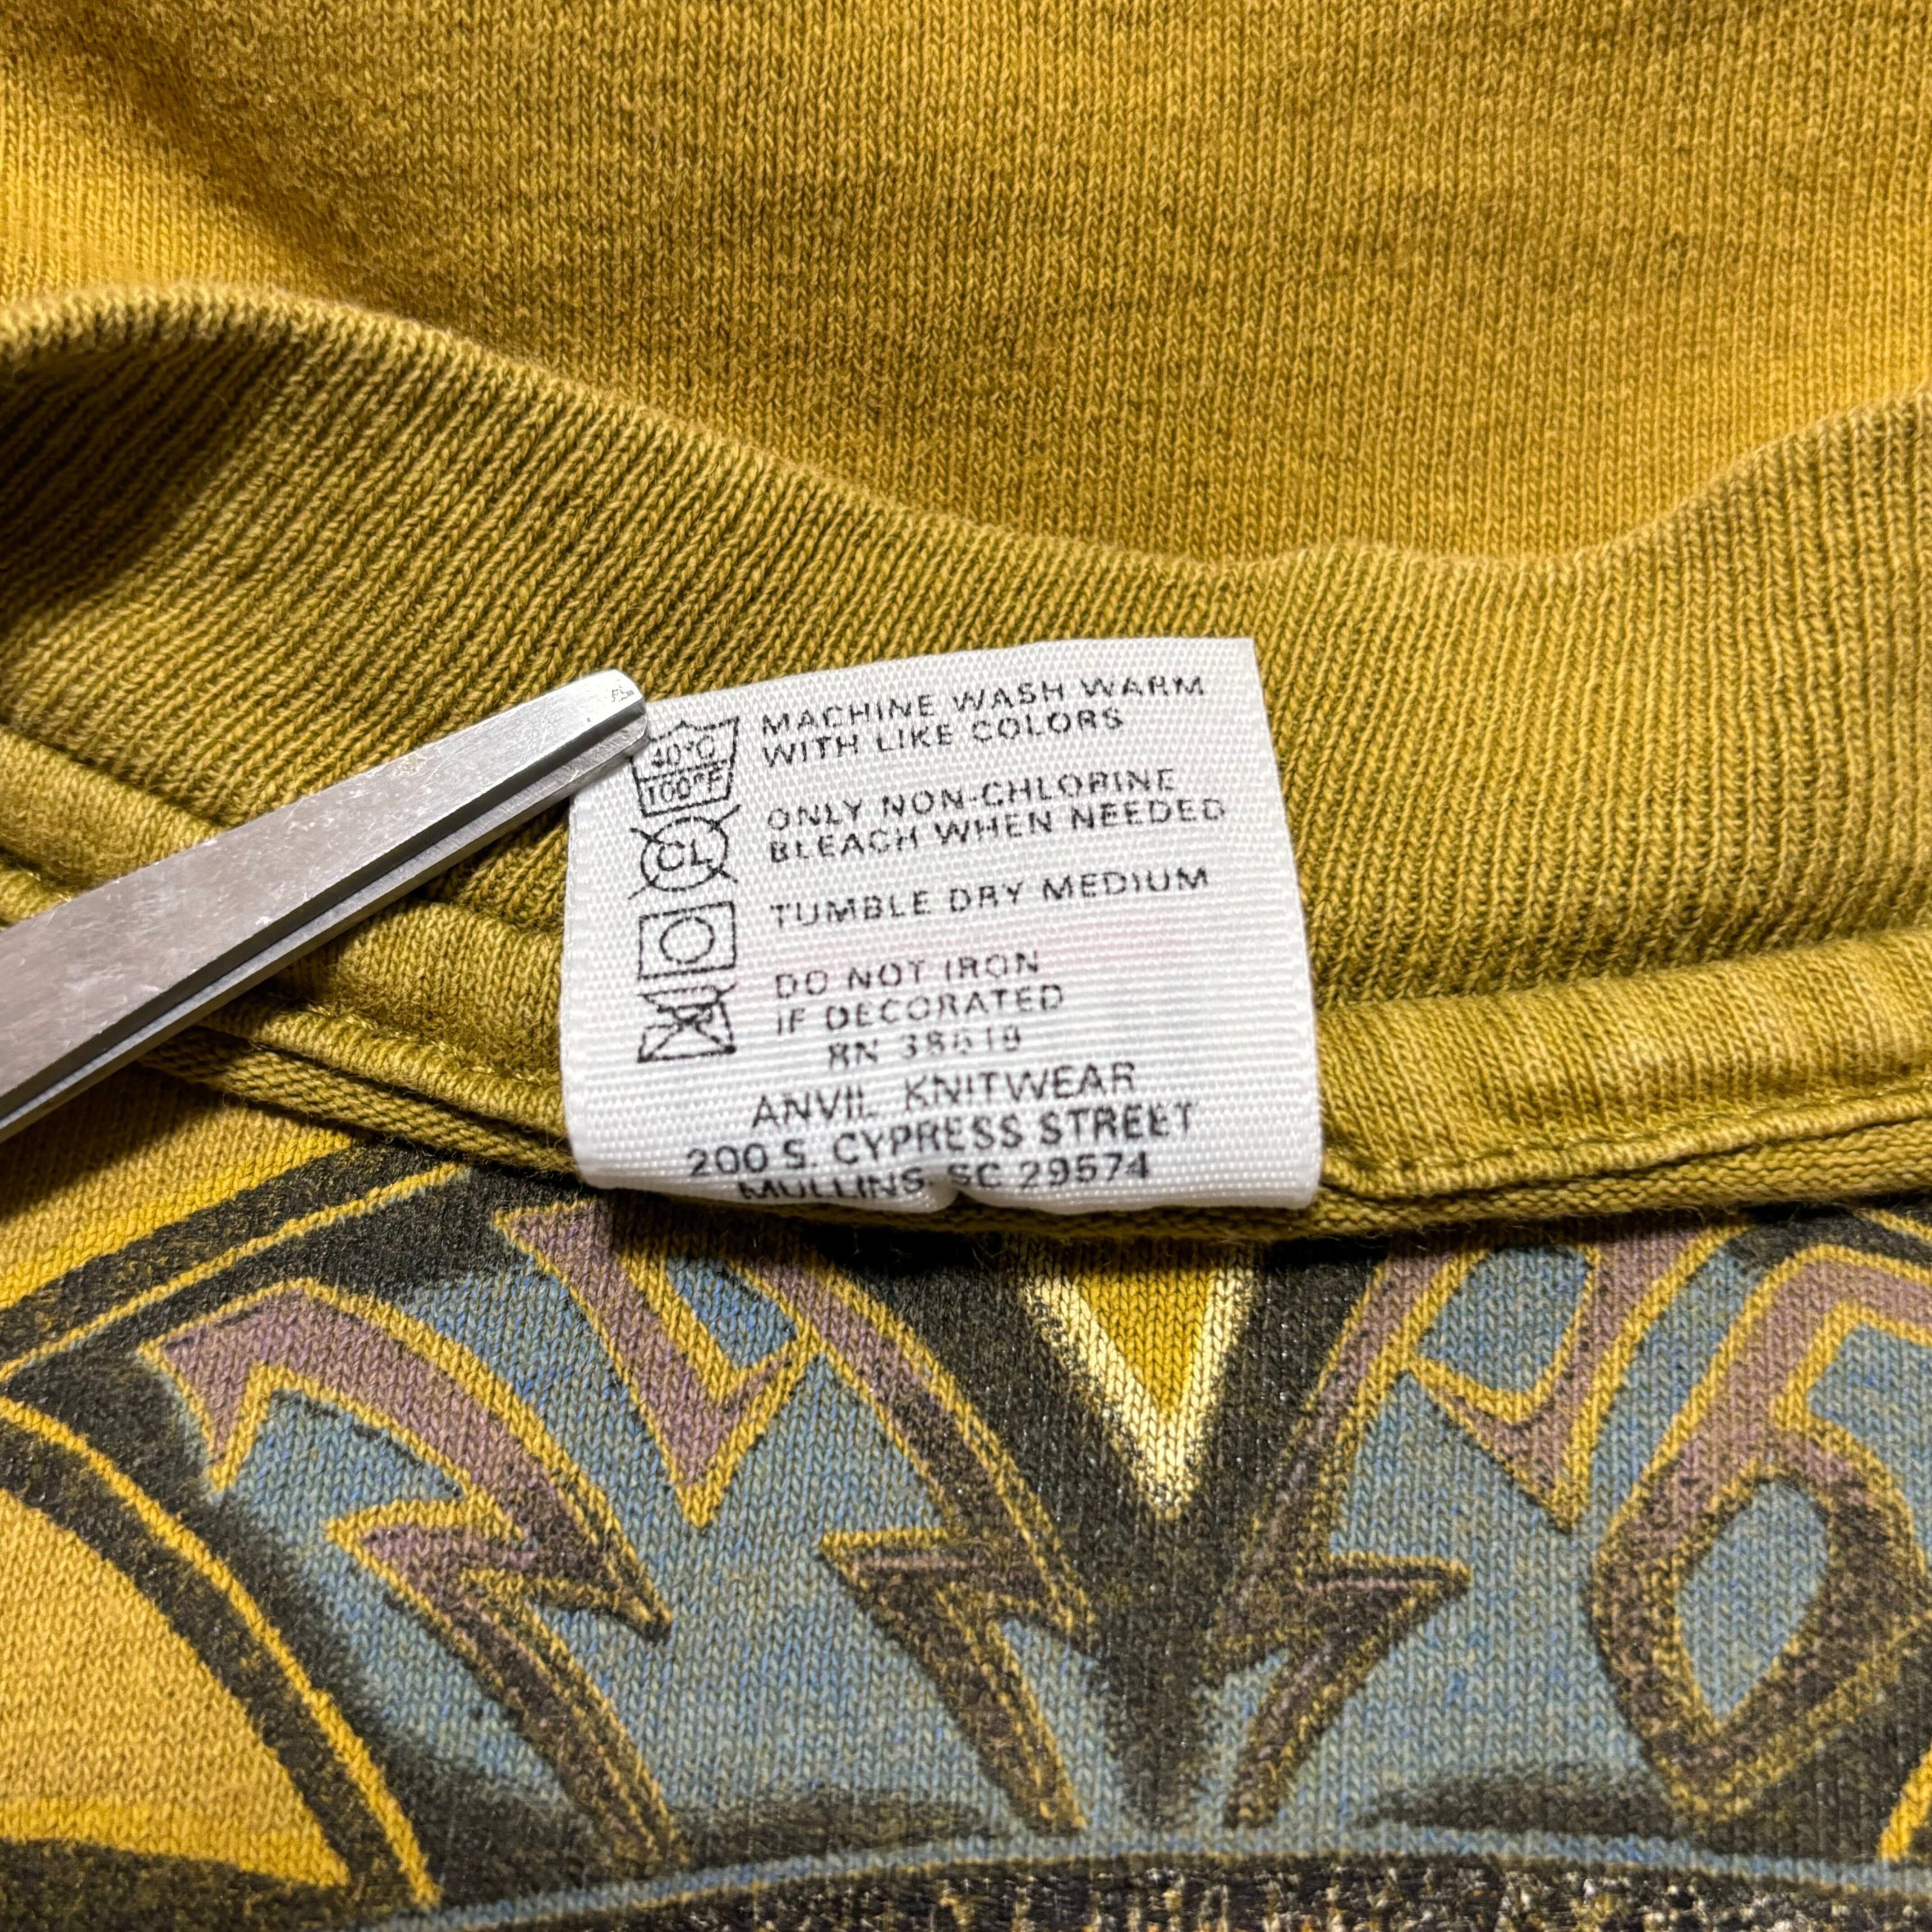 40°C
100°F
CL
MACHINE WASH WARM
WITH LIKE COLORS
ONLY NON-CHLORINE
BLEACH WHEN NEEDED
TUMBLE DRY MEDIUM
DO NOT IRON
IF DECORATED
RN
ANVIL KNITWEAR
200 S. CYPRESS STREET
MULLINS SC 29574